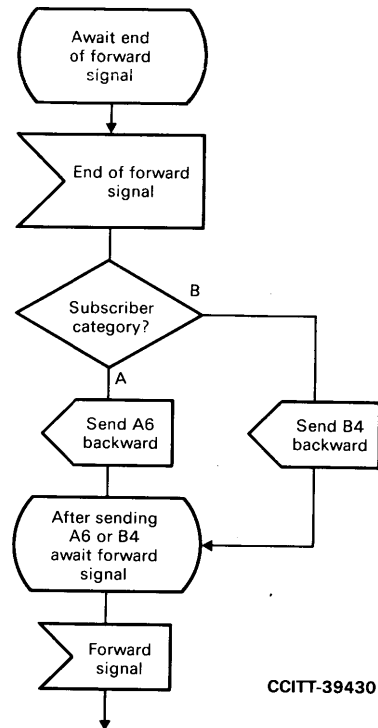 Await end
of forward
signal
End of forward
signal
Subscriber
category?
B
A
Send A6
backward
Send B4
backward
After sending
A6 or B4
await forward
signal
Forward
signal
CCITT-39430